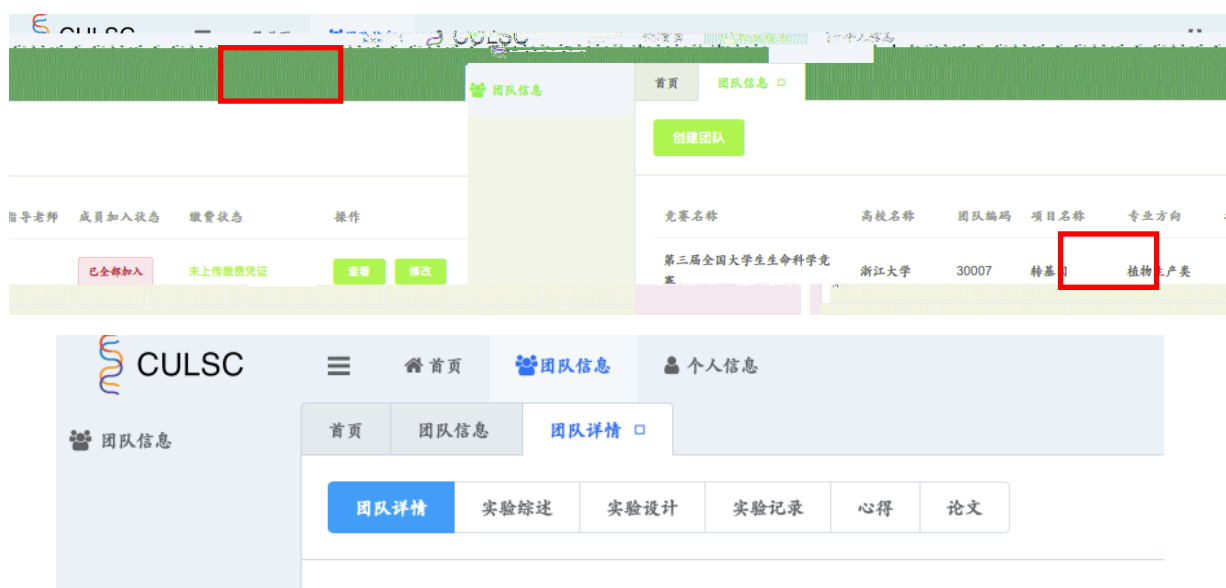 CULSC
首页
个人信息
团队信息
首页 团队信息
创建团队
指导老师 成员加入状态 缴费状态 操作
竞赛名称 高校名称 团队编码 项目名称 专业方向
已全部加入 未上传缴费凭证 查看 修改
第三届全国大学生生命科学竞赛 浙江大学 30007 转基 植物生产类
CULSC 首页 团队信息 个人信息
团队信息
首页 团队信息 团队详情
团队详情 实验综述 实验设计 实验记录 心得 论文